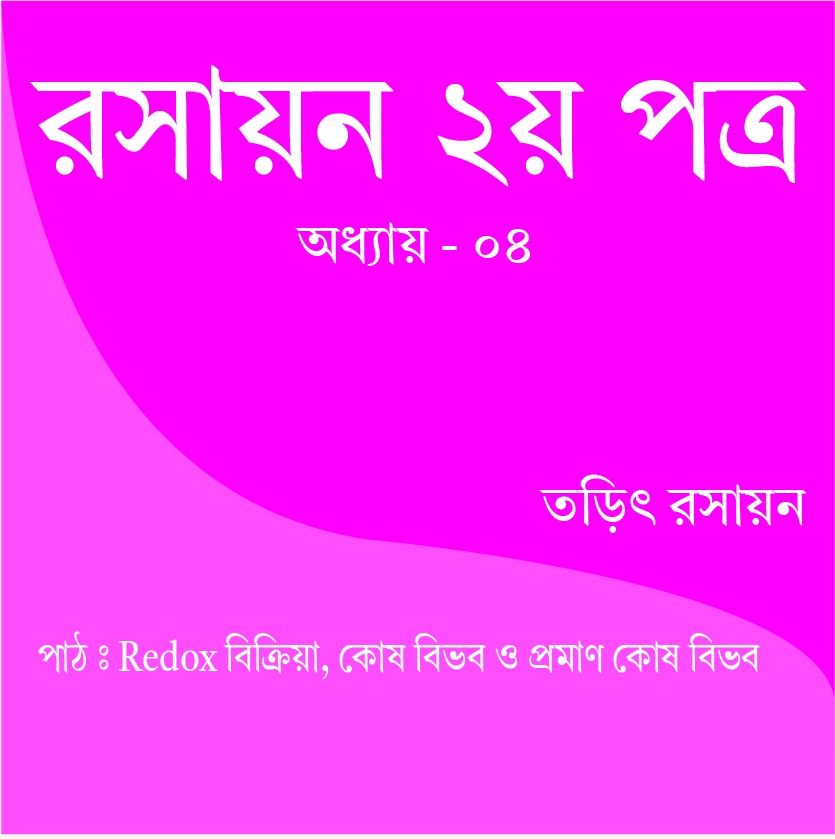 রসায়ন ২য় পত্র
অধ্যায় - ০৪
তড়িৎ রসায়ন
পাঠ ঃ Redox বিক্রিয়া, কোষ বিভব ও প্রমাণ কোষ বিভব